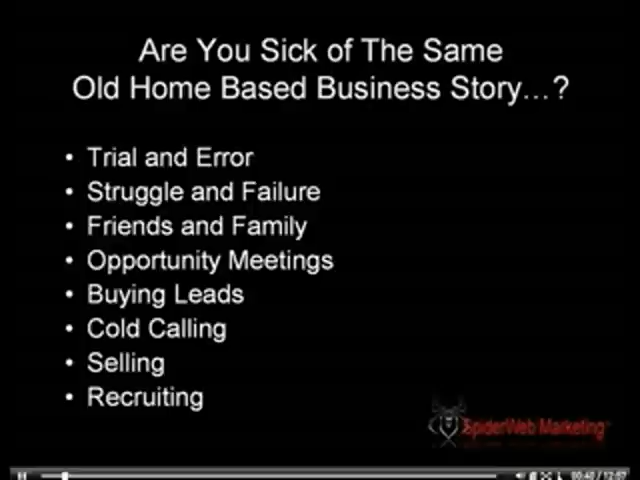 Are You Sick of The Same
Old Home Based Business Story...?
• Trial and Error
• Struggle and Failure
• Friends and Family
• Opportunity Meetings
• Buying Leads
• Cold Calling
• Selling
• Recruiting
SpiderWeb Marketing